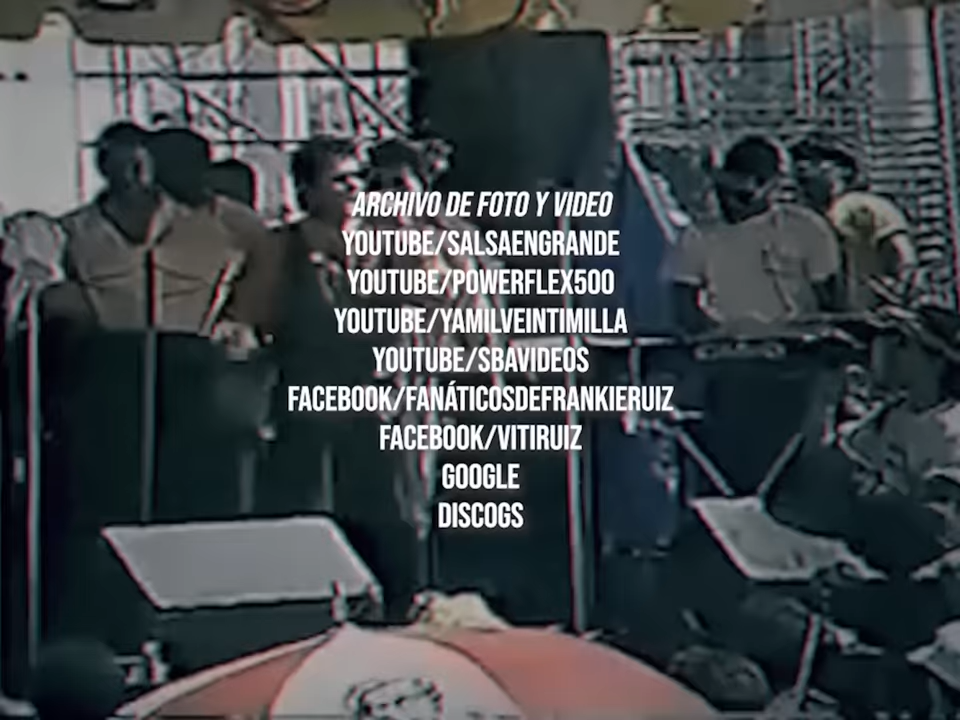 ARCHIVO DE FOTO Y VIDEO
YOUTUBE/SALSAENGRANDE
YOUTUBE/POWERFLEX500
YOUTUBE/YAMILVEINTIMILLA
YOUTUBE/SBAVIDEOS
FACEBOOK/FANÁTICOSDEFRANKIERUIZ
FACEBOOK/VITIRUIZ
GOOGLE
DISCOGS